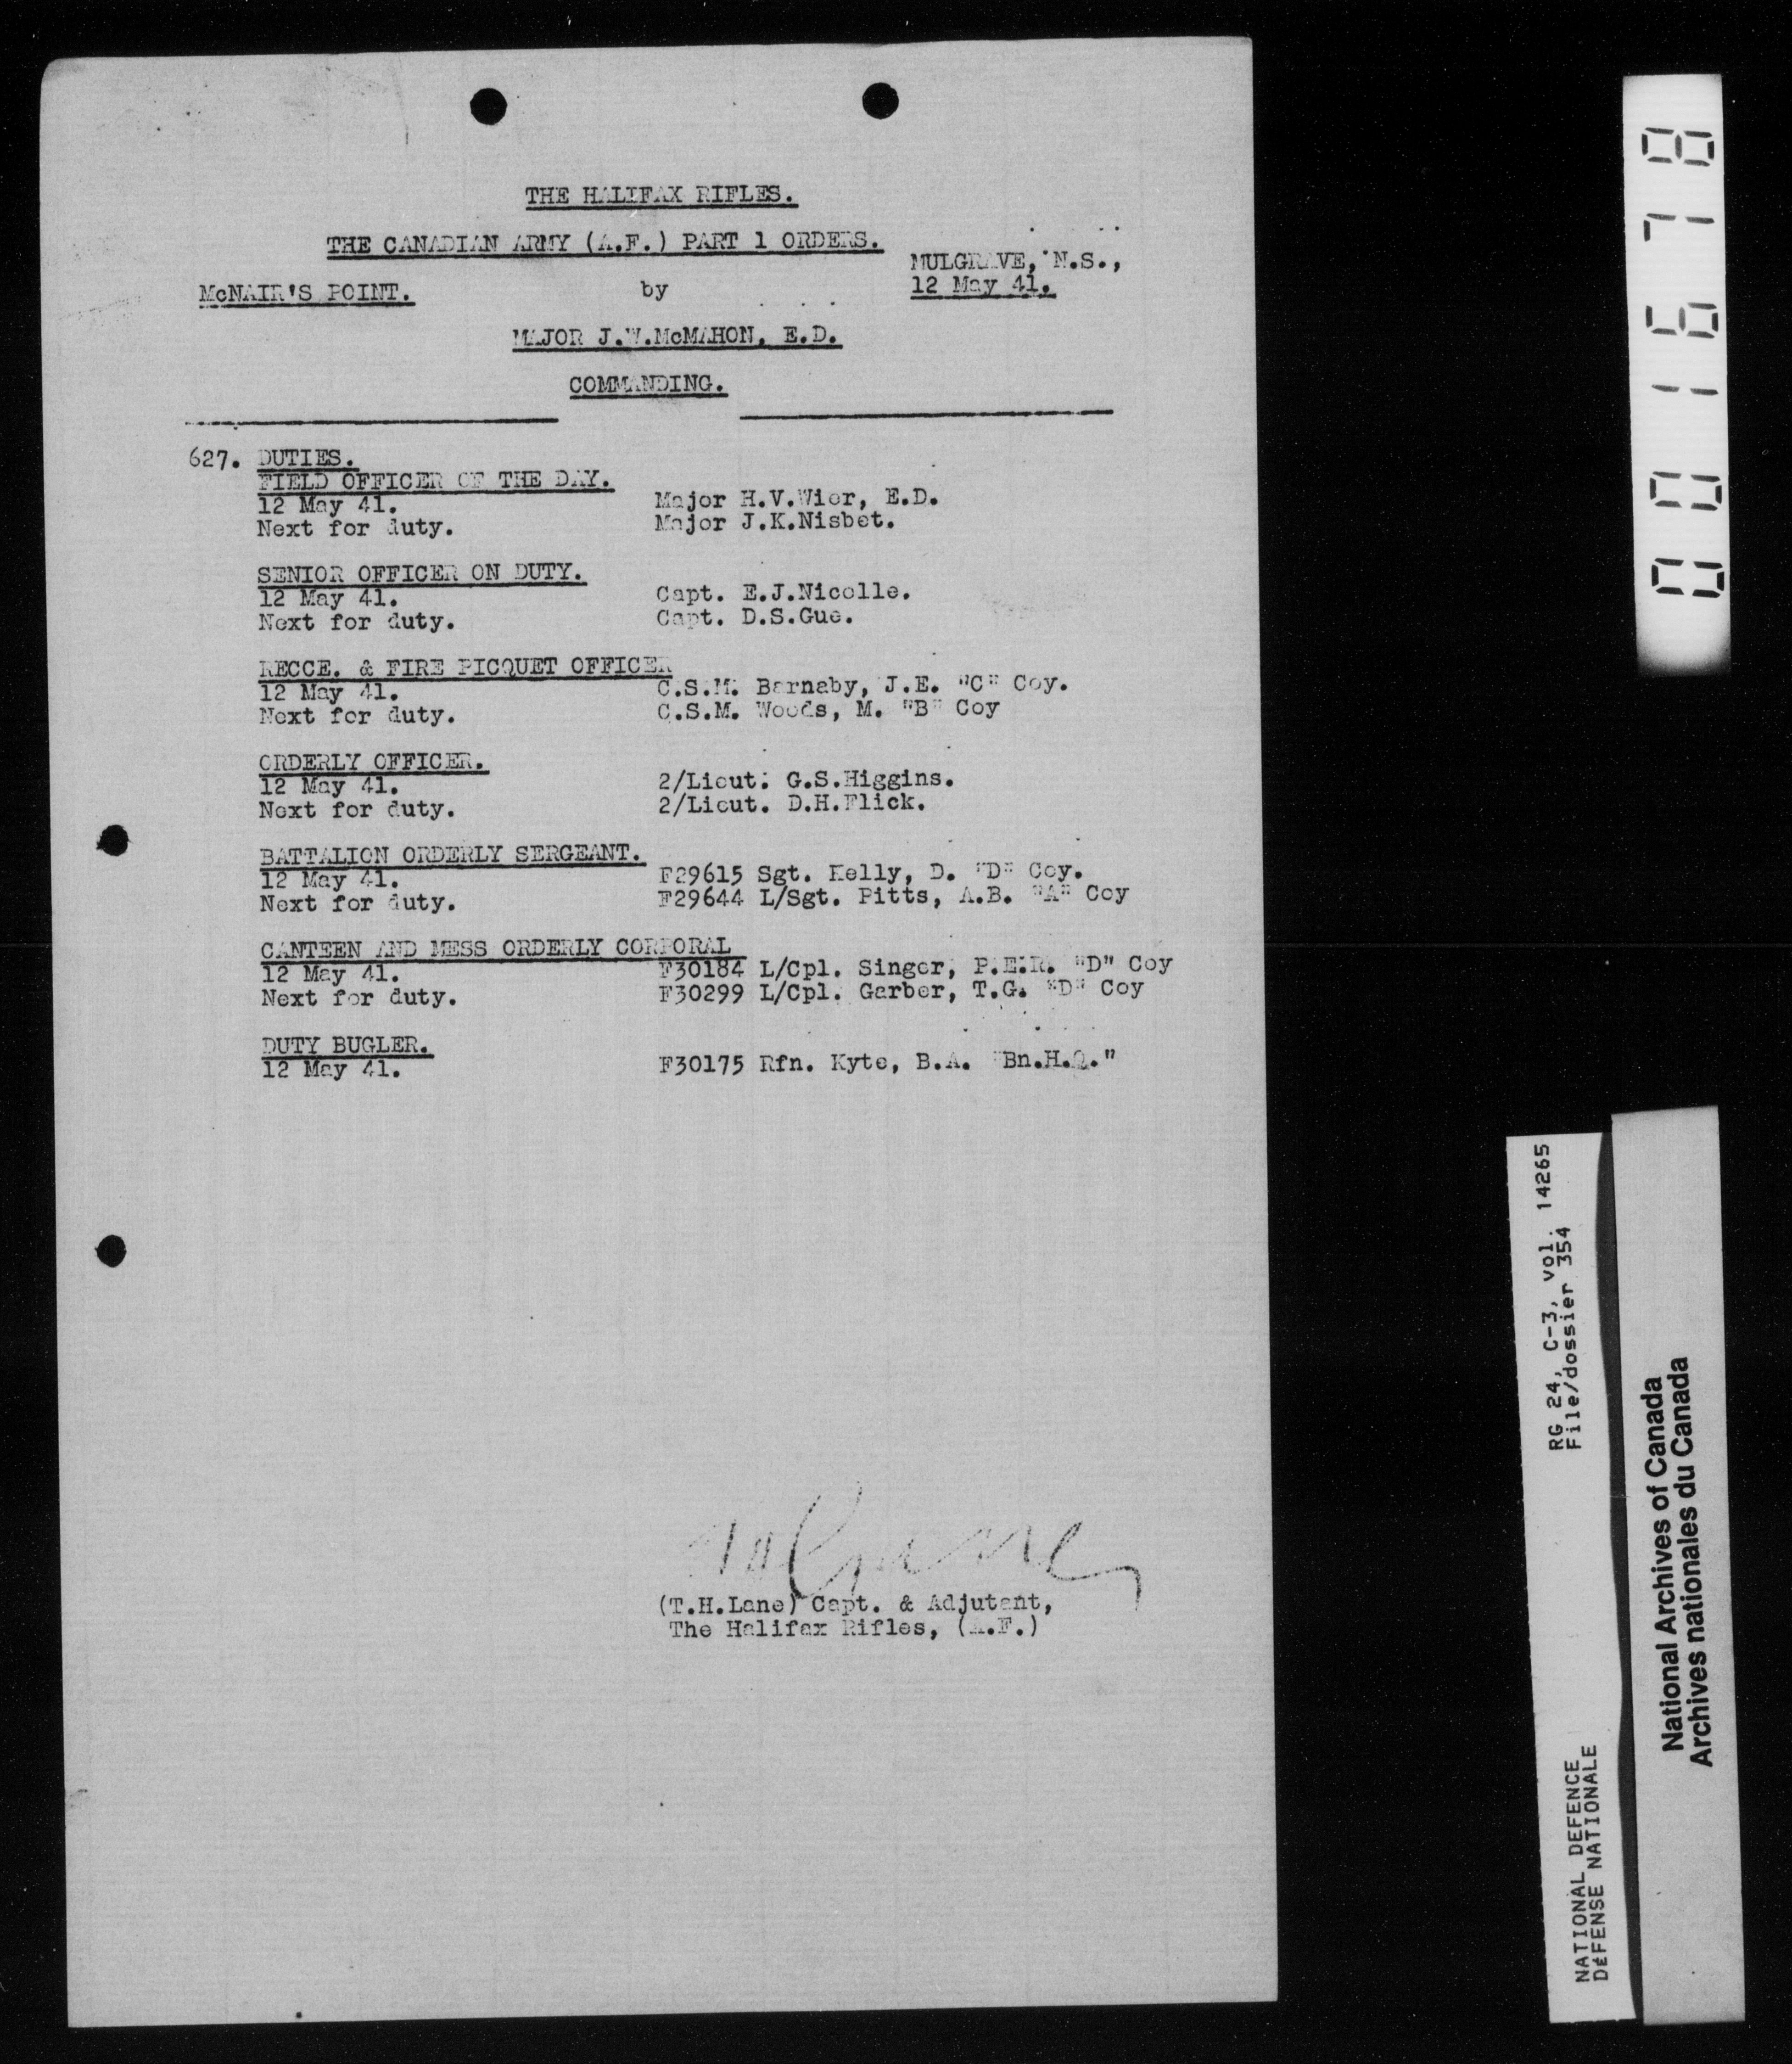 THE HALIFAX RIFLES.
THE CANADIAN ARMY (A.F.) PART 1 ORDERS.
MULGRAVE, N.S.,
McNAIR'S POINT. by 12 May 41.
MAJOR J.W.McMAHON, E.D.
COMMANDING.
627. DUTIES.
FIELD OFFICER OF THE DAY.
12 May 41. Major H.V.Wier, E.D.
Next for duty. Major J.K.Nisbet.
SENIOR OFFICER ON DUTY.
12 May 41. Capt. E.J.Nicolle.
Next for duty. Capt. D.S.Gue.
RECCE. & FIRE PICQUET OFFICER
12 May 41. C.S.M. Barnaby, J.E. "C" Coy.
Next for duty. C.S.M. Woods, M. "B" Coy
ORDERLY OFFICER.
12 May 41. 2/Lieut. G.S.Higgins.
Next for duty. 2/Lieut. D.H.Flick.
BATTALION ORDERLY SERGEANT.
12 May 41. F29615 Sgt. Kelly, D. "D" Coy.
Next for duty. F29644 L/Sgt. Pitts, A.B. "A" Coy
CANTEEN AND MESS ORDERLY CORPORAL
12 May 41. F30184 L/Cpl. Singer, P.E.R. "D" Coy
Next for duty. F30299 L/Cpl. Garber, T.G. "D" Coy
DUTY BUGLER.
12 May 41. F30175 Rfn. Kyte, B.A. "Bn.H.Q."
(T.H.Lane) Capt. & Adjutant,
The Halifax Rifles, (A.F.)
001678
RG 24, C-3, vol. 14265
File/dossier 354
NATIONAL DEFENCE
DÉFENSE NATIONALE
National Archives of Canada
Archives nationales du Canada